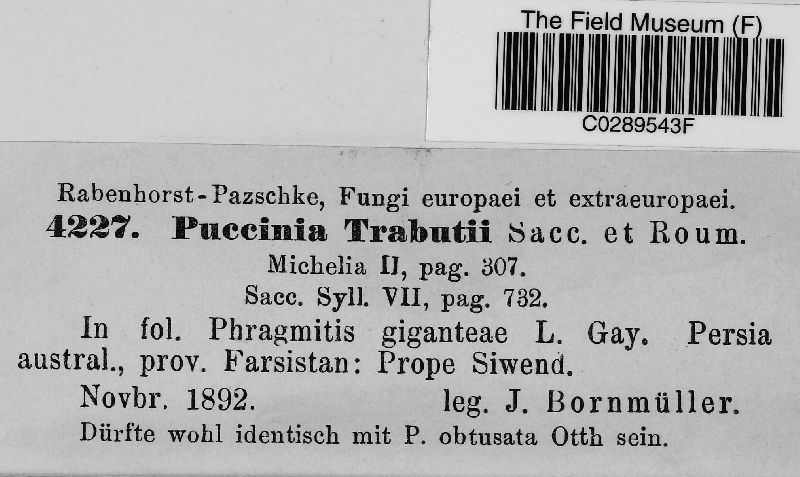 The Field Museum (F)
C0289543F
Rabenhorst-Pazschke, Fungi europaei et extraeuropaei.
4227. Puccinia Trabutii Sacc. et Roum.
Michelia II, pag. 307.
Sacc. Syll. VII, pag. 732.
In fol. Phragmitis giganteae L. Gay. Persia
austral., prov. Farsistan: Prope Siwend.
Novbr. 1892. leg. J. Bornmüller.
Dürfte wohl identisch mit P. obtusata Otth sein.